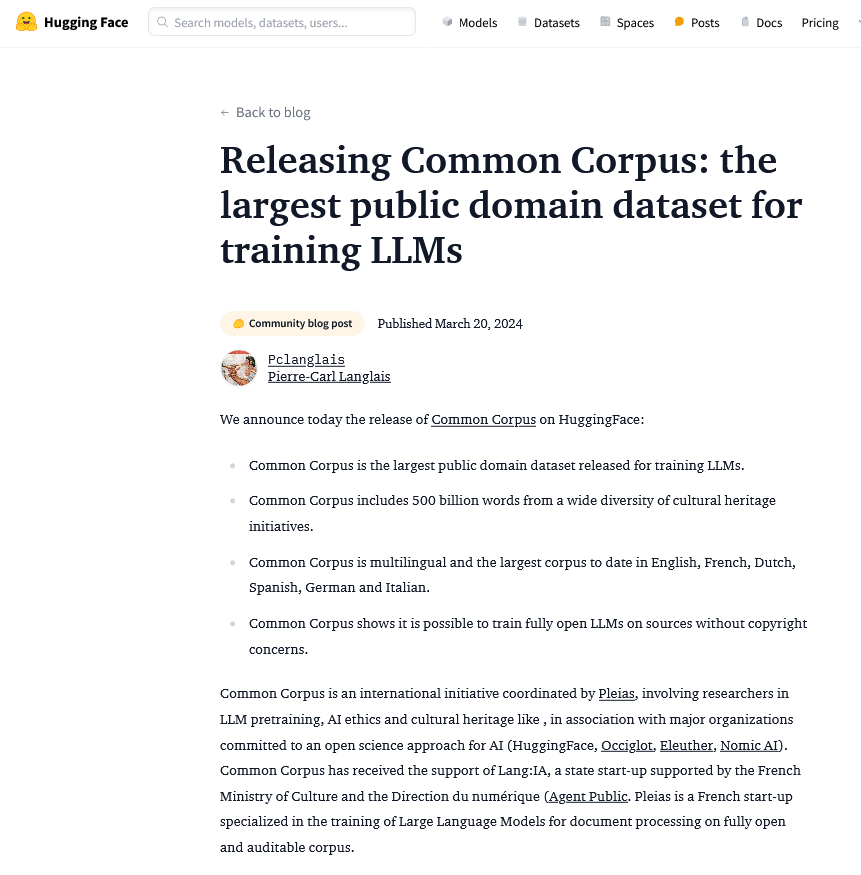 Hugging Face
Search models, datasets, users...
Models
Datasets
Spaces
Posts
Docs
Pricing
← Back to blog
Releasing Common Corpus: the
largest public domain dataset for
training LLMs
Community blog post
Published March 20, 2024
Pclanglais
Pierre-Carl Langlais
We announce today the release of Common Corpus on HuggingFace:
Common Corpus is the largest public domain dataset released for training LLMs.
Common Corpus includes 500 billion words from a wide diversity of cultural heritage
initiatives.
Common Corpus is multilingual and the largest corpus to date in English, French, Dutch,
Spanish, German and Italian.
Common Corpus shows it is possible to train fully open LLMs on sources without copyright
concerns.
Common Corpus is an international initiative coordinated by Pleias, involving researchers in
LLM pretraining, AI ethics and cultural heritage like , in association with major organizations
committed to an open science approach for AI (HuggingFace, Occiglot, Eleuther, Nomic AI).
Common Corpus has received the support of Lang:IA, a state start-up supported by the French
Ministry of Culture and the Direction du numérique (Agent Public. Pleias is a French start-up
specialized in the training of Large Language Models for document processing on fully open
and auditable corpus.